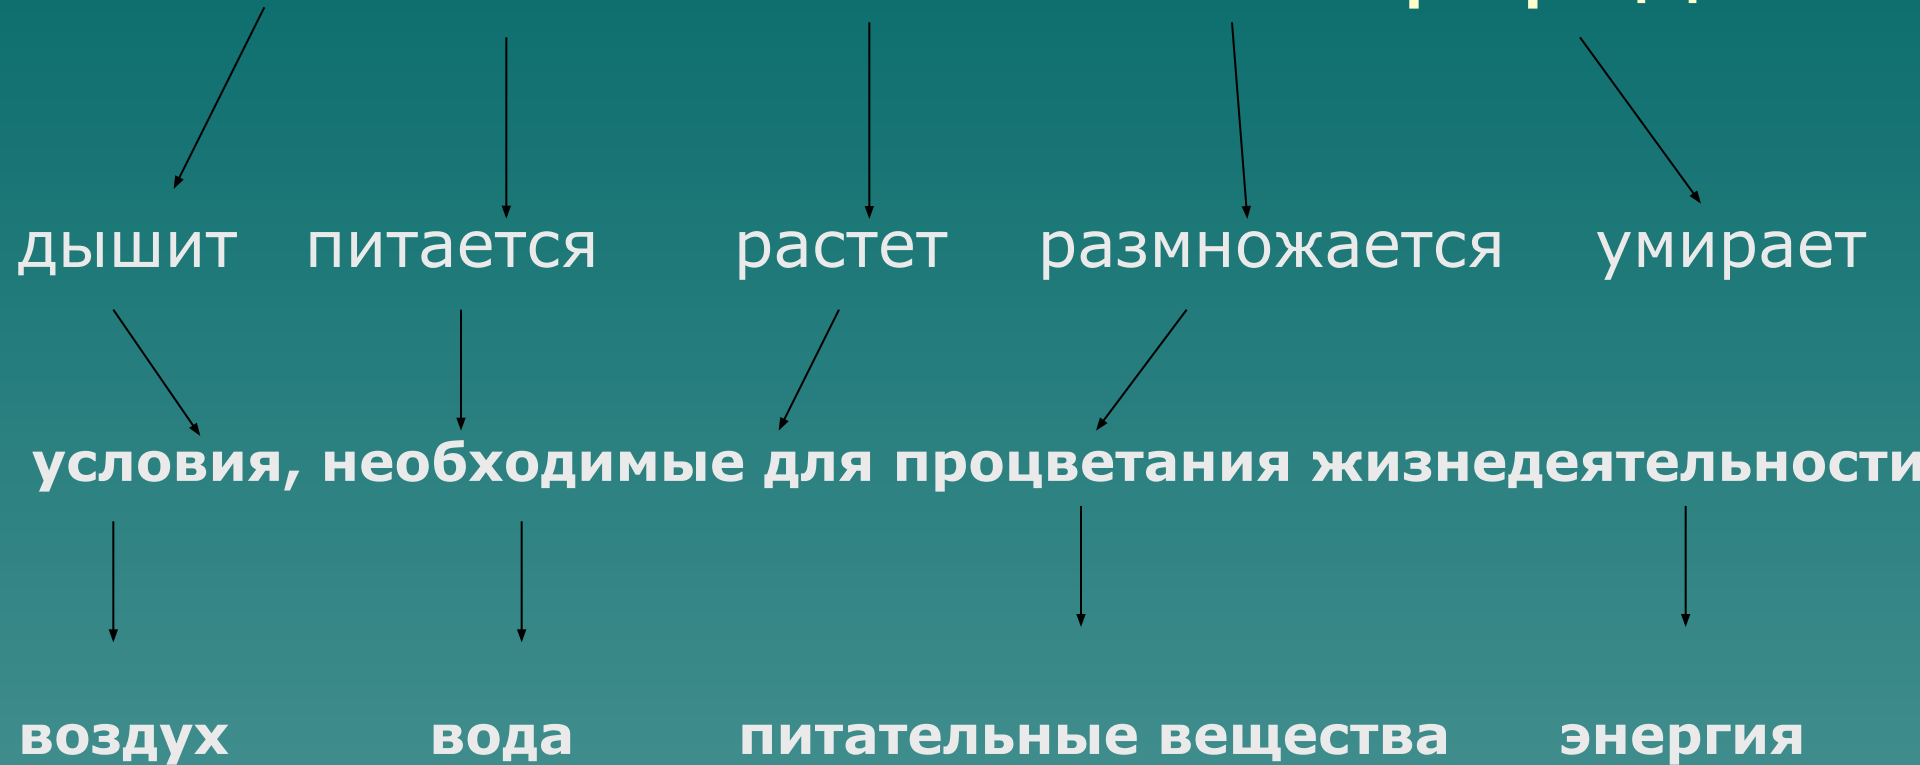 дышит питается растет размножается умирает
условия, необходимые для процветания жизнедеятельности
воздух вода питательные вещества энергия